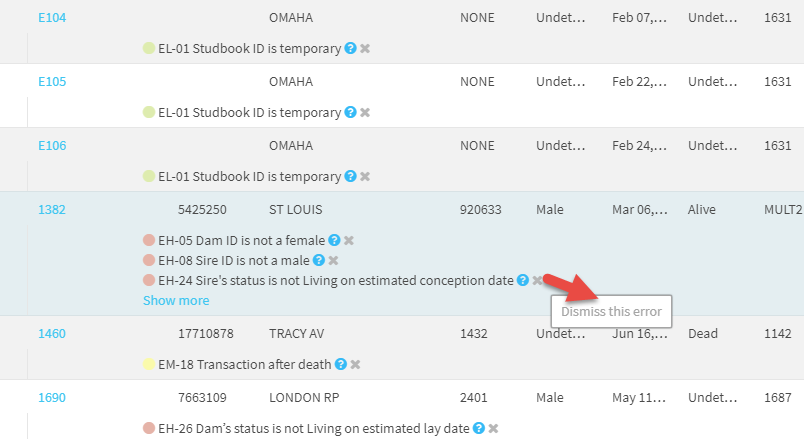 E104 OMAHA NONE Undet... Feb 07,... Undet... 1631
EL-01 Studbook ID is temporary ? ✖
E105 OMAHA NONE Undet... Feb 22,... Undet... 1631
EL-01 Studbook ID is temporary ? ✖
E106 OMAHA NONE Undet... Feb 24,... Undet... 1631
EL-01 Studbook ID is temporary ? ✖
1382 5425250 ST LOUIS 920633 Male Mar 06,... Alive MULT2
EH-05 Dam ID is not a female ? ✖
EH-08 Sire ID is not a male ? ✖
EH-24 Sire's status is not Living on estimated conception date ? ✖
Show more
Dismiss this error
1460 17710878 TRACY AV 1432 Undet... Jun 16,... Dead 1142
EM-18 Transaction after death ? ✖
1690 7663109 LONDON RP 2401 Male May 11... Undet... 1687
EH-26 Dam's status is not Living on estimated lay date ? ✖